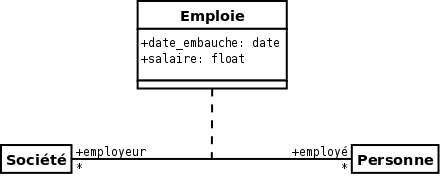 Emploie
+date_embauche: date
+salaire: float
+employeur
+employé
Société
Personne
*
*